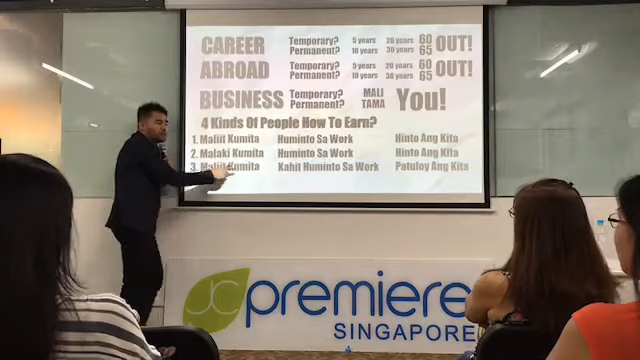 CAREER Temporary? 5 years 20 years 60 OUT!
Permanent? 10 years 30 years 65
ABROAD Temporary? 5 years 20 years 60 OUT!
Permanent? 10 years 30 years 65
BUSINESS Temporary? MALI You!
Permanent? TAMA
4 Kinds Of People How To Earn?
1. Maliit Kumita Huminto Sa Work Hinto Ang Kita
2. Malaki Kumita Huminto Sa Work Hinto Ang Kita
3. Maliit Kumita Kahit Huminto Sa Work Patuloy Ang Kita
JC premiere
SINGAPORE